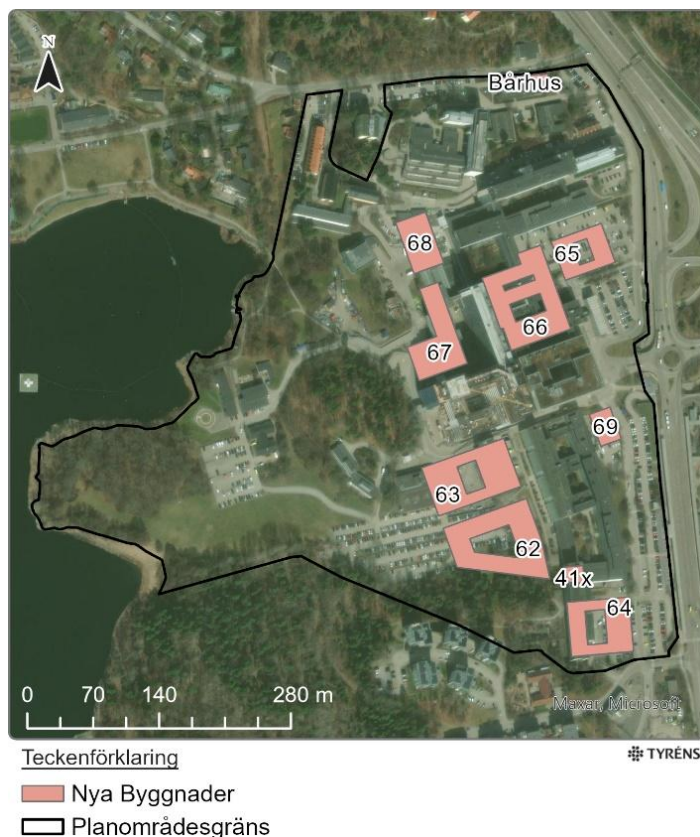 N
Bårhus
68
65
66
67
69
63
62
41x
64
0 70 140 280 m
Maxar, Microsoft
Teckenförklaring
TYRÉNS
Nya Byggnader
Planområdesgräns